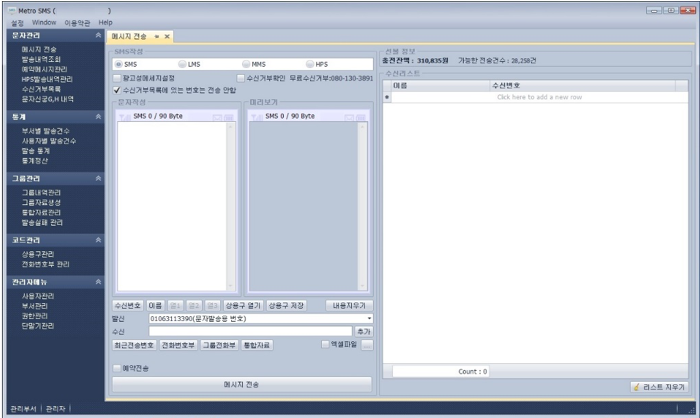 Metro SMS ( )
설정 Window 이용약관 Help
문자관리
메시지 전송
발송내역조회
예약메시지관리
HPS발송내역관리
수신거부목록
문자신공G,H 내역
통계
부서별 발송건수
사용자별 발송건수
발송 통계
통계정산
그룹관리
그룹내역관리
그룹자료생성
통합자료관리
발송실패 관리
코드관리
상용구관리
전화번호부 관리
관리자메뉴
사용자관리
부서관리
권한관리
단말기관리
메시지 전송
SMS작성
SMS LMS MMS HPS
광고성메세지설정 수신거부확인 무료수신거부:080-130-3891
수신거부목록에 있는 번호는 전송 안함
문자작성
SMS 0 / 90 Byte
미리보기
SMS 0 / 90 Byte
수신번호 이름 열1 열2 열3 상용구 열기 상용구 저장 내용지우기
발신 01063113390(문자발송용 번호)
수신 추가
최근전송번호 전화번호부 그룹전화부 통합자료 엑셀파일 ...
예약전송
메시지 전송
선불 정보
충전잔액 : 310,835원 가능한 전송건수 : 28,258건
수신리스트
이름 수신번호
Click here to add a new row
Count : 0
리스트 지우기
관리부서 관리자